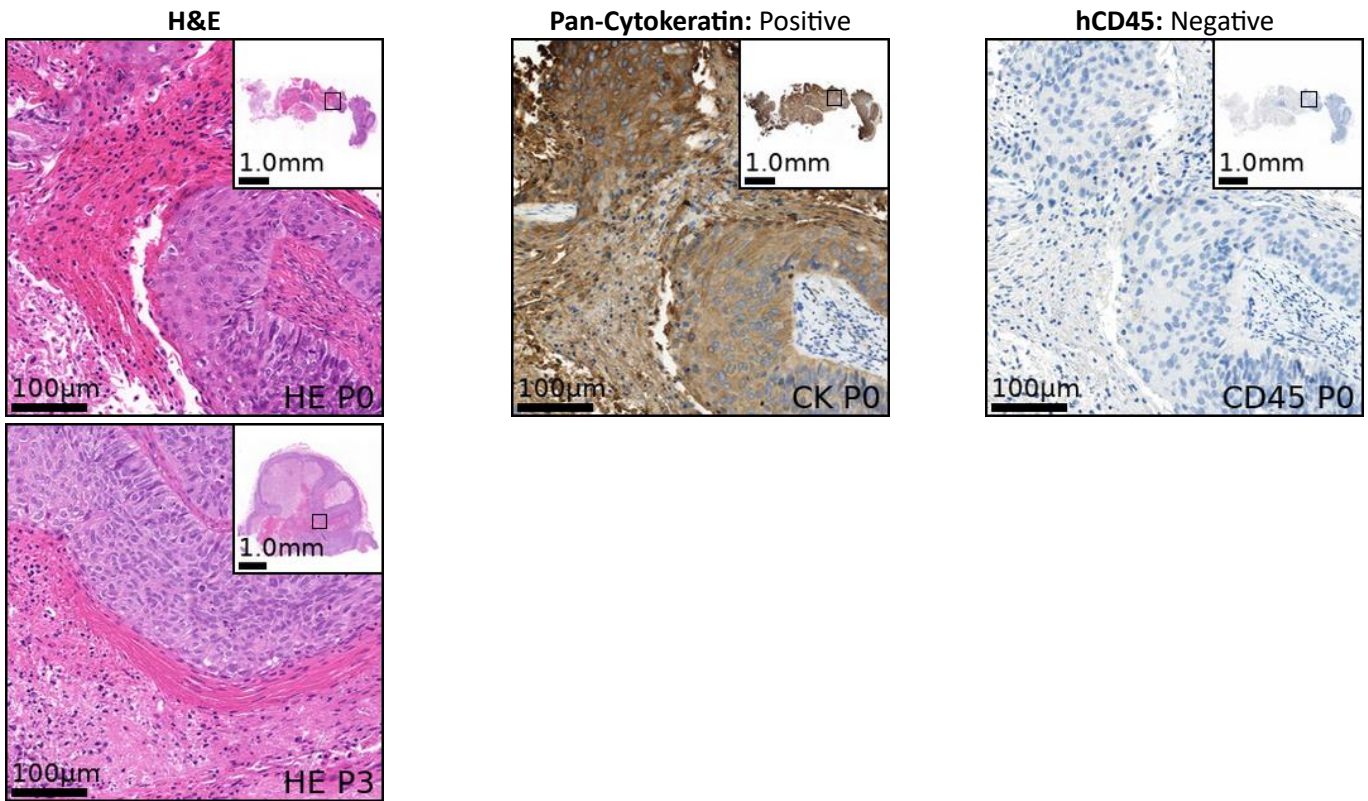 H&E
Pan-Cytokeratin: Positive
hCD45: Negative
1.0mm
100µm
HE P0
1.0mm
100µm
CK P0
1.0mm
100µm
CD45 P0
1.0mm
100µm
HE P3